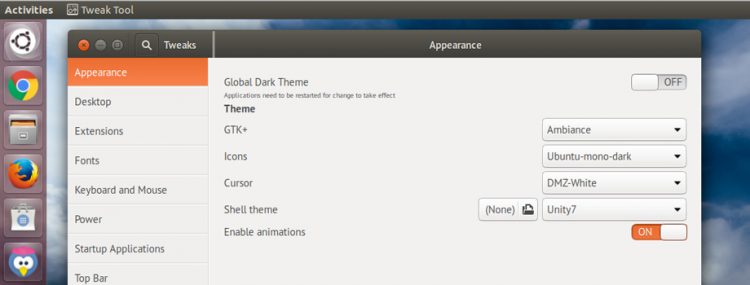 Activities Tweak Tool
Tweaks Appearance
Appearance
Desktop
Extensions
Fonts
Keyboard and Mouse
Power
Startup Applications
Top Bar
Global Dark Theme OFF
Applications need to be restarted for change to take effect
Theme
GTK+ Ambiance
Icons Ubuntu-mono-dark
Cursor DMZ-White
Shell theme (None) Unity7
Enable animations ON